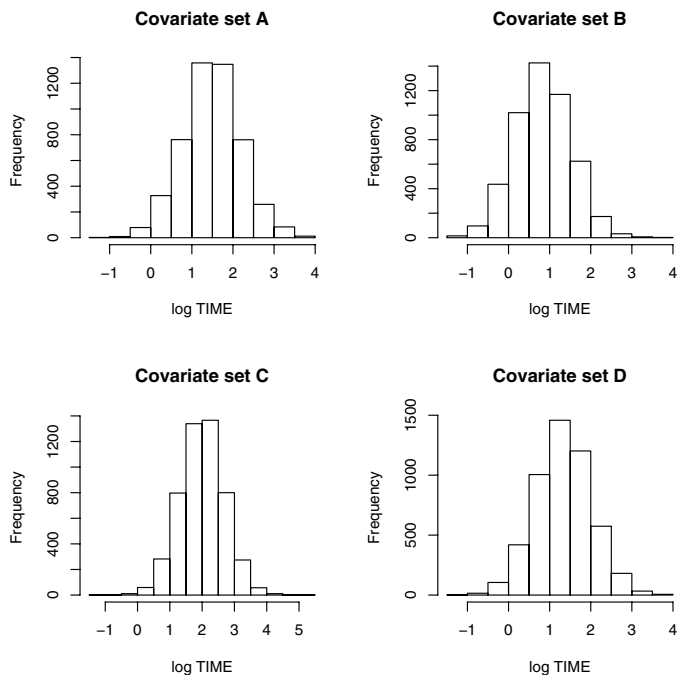 Covariate set A
Frequency
0
400
800
1200
−1 0 1 2 3 4
log TIME
Covariate set B
Frequency
0
400
800
1200
−1 0 1 2 3 4
log TIME
Covariate set C
Frequency
0
400
800
1200
−1 0 1 2 3 4 5
log TIME
Covariate set D
Frequency
0
500
1000
1500
−1 0 1 2 3 4
log TIME